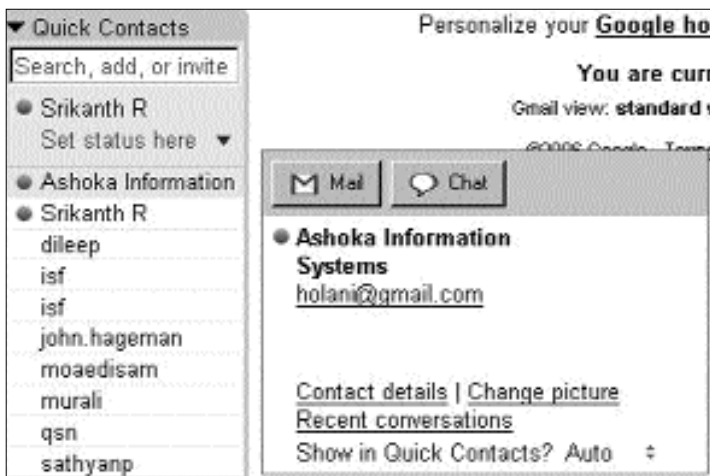 Quick Contacts
Search, add, or invite
Srikanth R
Set status here
Ashoka Information
Srikanth R
dileep
isf
isf
john.hageman
moaedisam
murali
qsn
sathyanp
Personalize your Google ho
You are curr
Gmail view: standard v
Mail Chat
Ashoka Information
Systems
holani@gmail.com
Contact details | Change picture
Recent conversations
Show in Quick Contacts? Auto